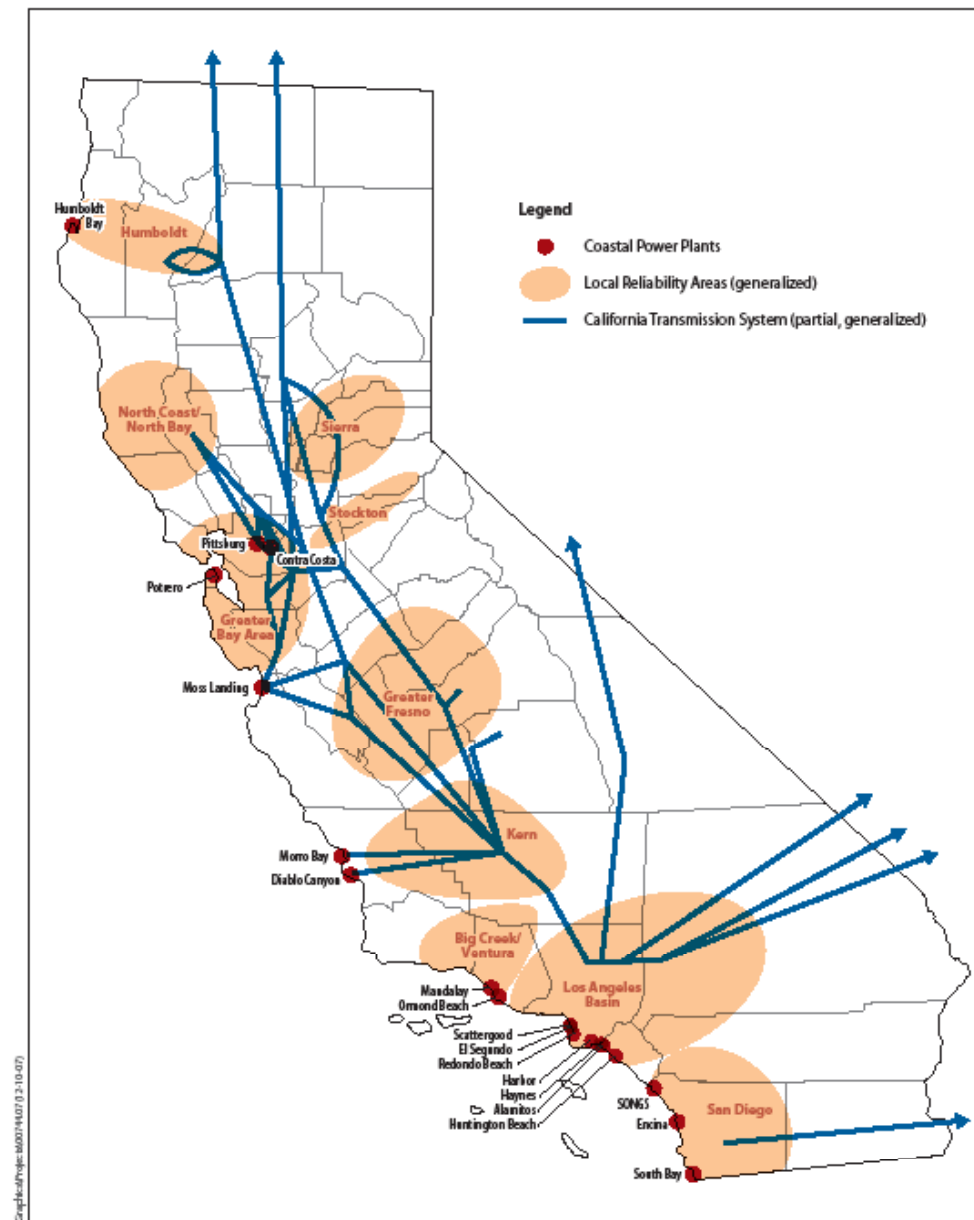 Legend
Coastal Power Plants
Local Reliability Areas (generalized)
California Transmission System (partial, generalized)
Humboldt
Bay
Humboldt
North Coast/
North Bay
Sierra
Stockton
Pittsburg
Contra Costa
Potrero
Greater
Bay Area
Moss Landing
Greater
Fresno
Kern
Morro Bay
Diablo Canyon
Big Creek/
Ventura
Mandalay
Ormond Beach
Los Angeles
Basin
Scattergood
El Segundo
Redondo Beach
Harbor
Haynes
Alamitos
Huntington Beach
SONGS
Encina
San Diego
South Bay